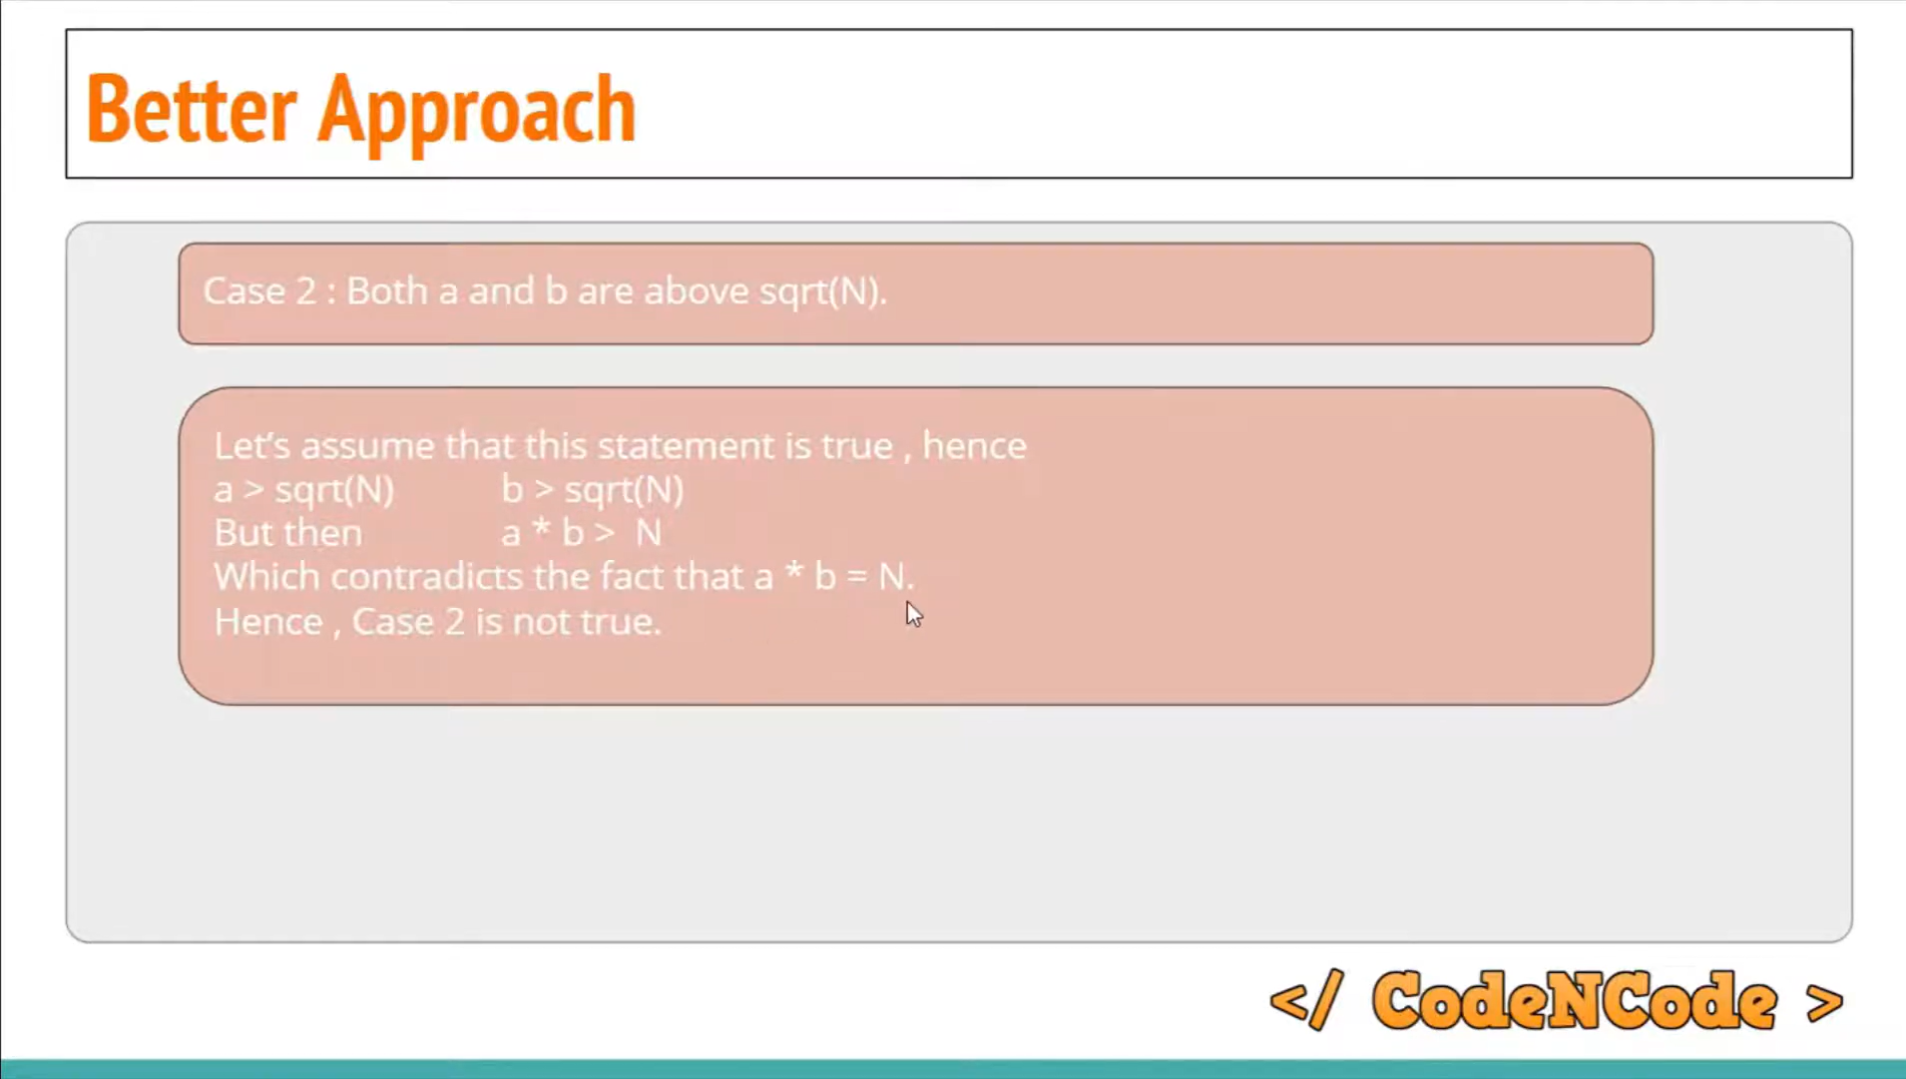 Better Approach
Case 2 : Both a and b are above sqrt(N).
Let's assume that this statement is true , hence
a > sqrt(N) b > sqrt(N)
But then a * b > N
Which contradicts the fact that a * b = N.
Hence , Case 2 is not true.
</ CodeNCode >